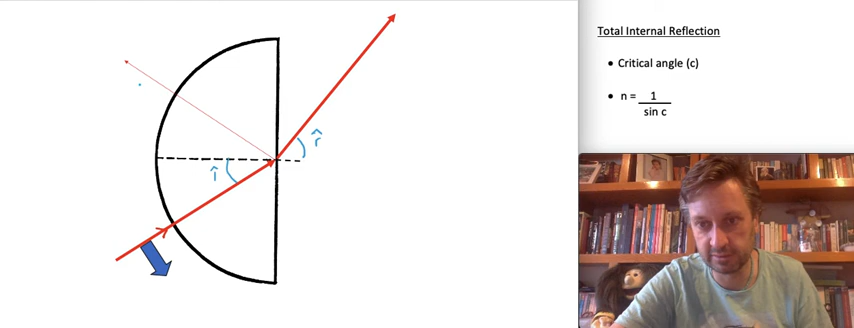 Total Internal Reflection
• Critical angle (c)
• n = 1
sin c
r̂
î